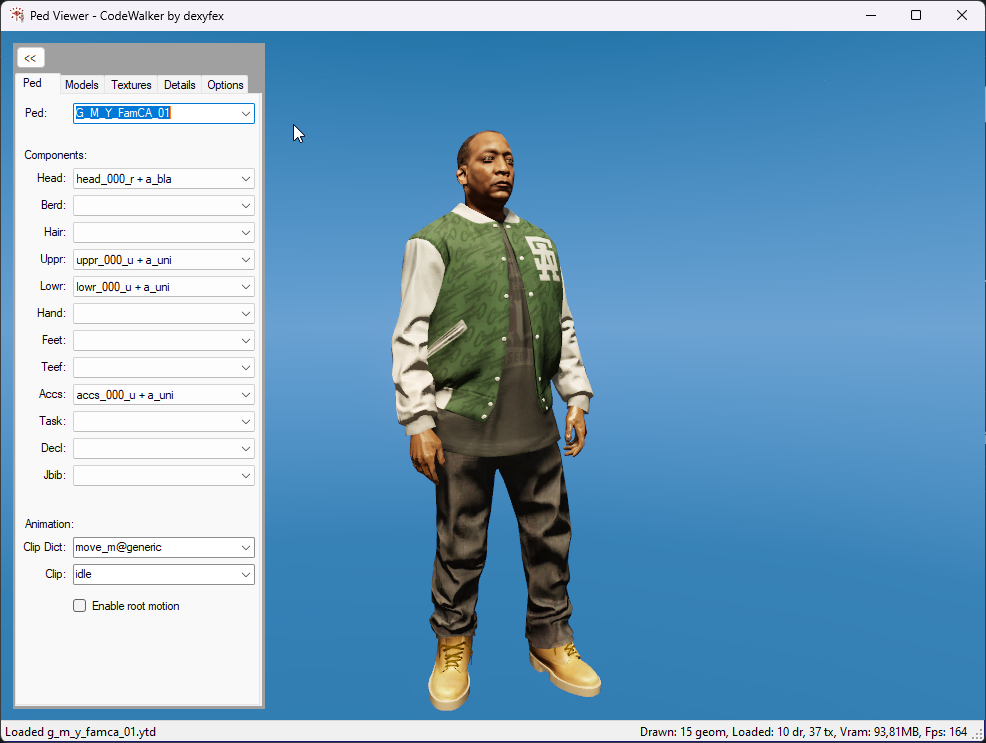 Ped Viewer - CodeWalker by dexyfex
<<
Ped Models Textures Details Options
Ped: G_M_Y_FamCA_01
Components:
Head: head_000_r + a_bla
Berd:
Hair:
Uppr: uppr_000_u + a_uni
Lowr: lowr_000_u + a_uni
Hand:
Feet:
Teef:
Accs: accs_000_u + a_uni
Task:
Decl:
Jbib:
Animation:
Clip Dict: move_m@generic
Clip: idle
Enable root motion
Loaded g_m_y_famca_01.ytd
Drawn: 15 geom, Loaded: 10 dr, 37 tx, Vram: 93,81MB, Fps: 164